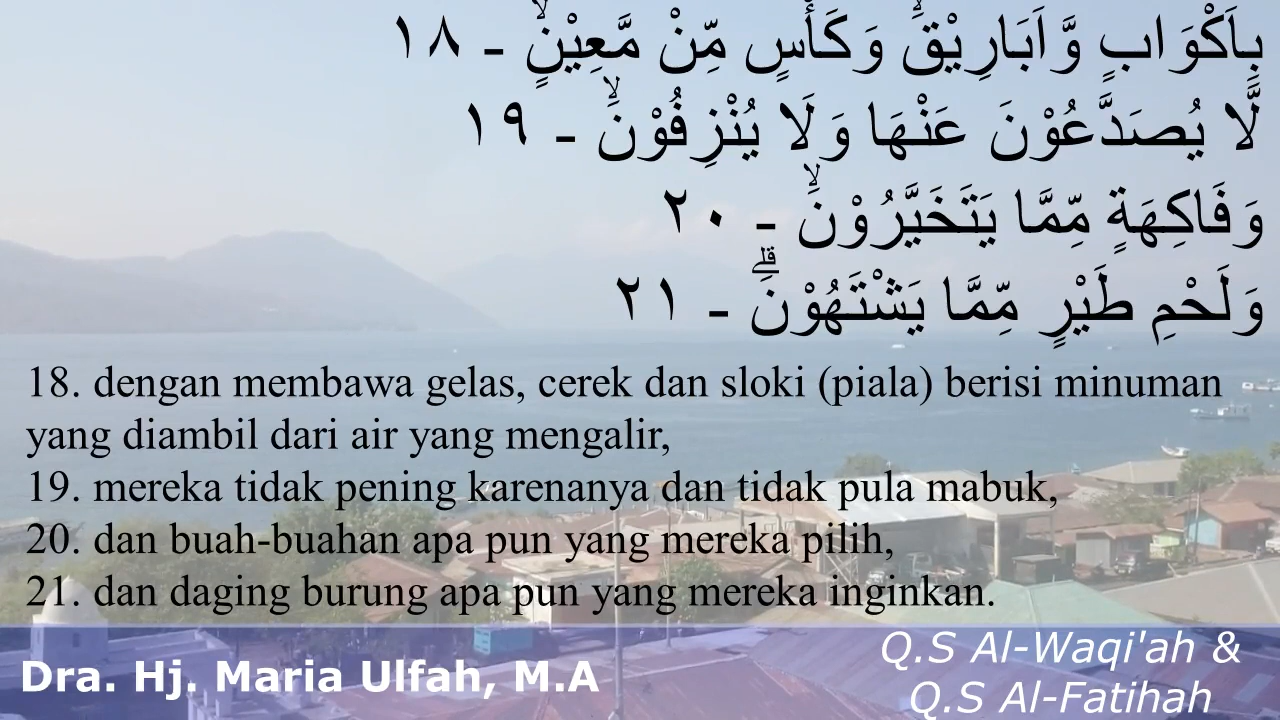 بِاَكْوَابٍ وَّاَبَارِيْقَۙ وَكَأْسٍ مِّنْ مَّعِيْنٍۙ - ١٨
لَّا يُصَدَّعُوْنَ عَنْهَا وَلَا يُنْزِفُوْنَۙ - ١٩
وَفَاكِهَةٍ مِّمَّا يَتَخَيَّرُوْنَۙ - ٢٠
وَلَحْمِ طَيْرٍ مِّمَّا يَشْتَهُوْنَۗ - ٢١
18. dengan membawa gelas, cerek dan sloki (piala) berisi minuman
yang diambil dari air yang mengalir,
19. mereka tidak pening karenanya dan tidak pula mabuk,
20. dan buah-buahan apa pun yang mereka pilih,
21. dan daging burung apa pun yang mereka inginkan.
Dra. Hj. Maria Ulfah, M.A
Q.S Al-Waqi'ah &
Q.S Al-Fatihah